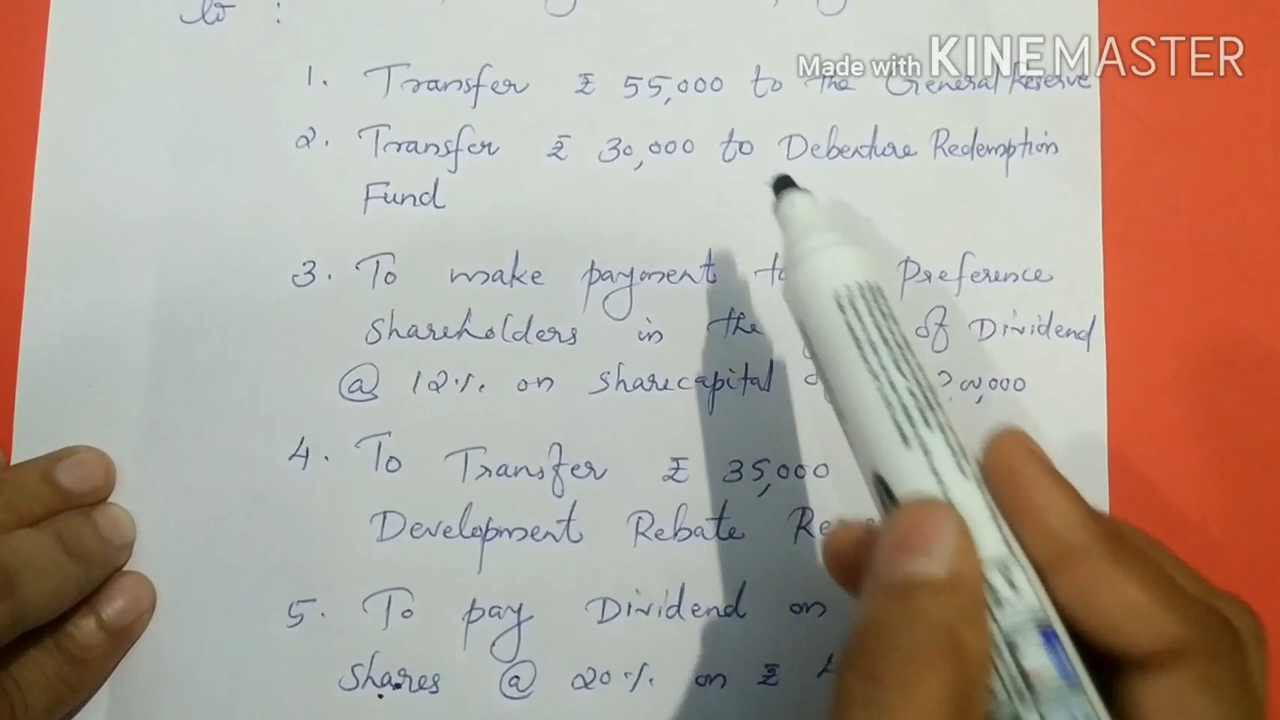 Made with KINEMASTER
to :
1. Transfer ₹ 55,000 to the General Reserve
2. Transfer ₹ 30,000 to Debenture Redemption
Fund
3. To make payment Preference
shareholders in the of Dividend
@ 12% on sharecapital
4. To Transfer ₹ 35,000
Development Rebate
5. To pay Dividend on
shares @ 20% on ₹